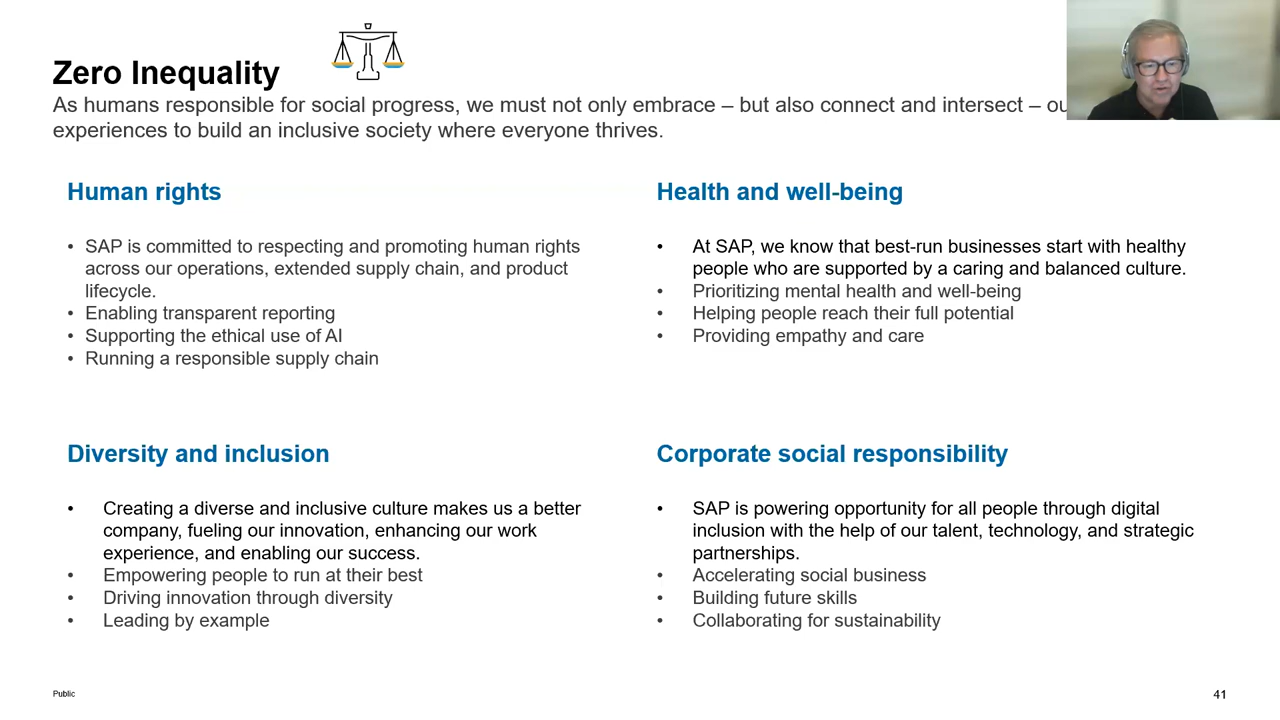 Zero Inequality
As humans responsible for social progress, we must not only embrace – but also connect and intersect –
experiences to build an inclusive society where everyone thrives.
Human rights
• SAP is committed to respecting and promoting human rights
across our operations, extended supply chain, and product
lifecycle.
• Enabling transparent reporting
• Supporting the ethical use of AI
• Running a responsible supply chain
Health and well-being
• At SAP, we know that best-run businesses start with healthy
people who are supported by a caring and balanced culture.
• Prioritizing mental health and well-being
• Helping people reach their full potential
• Providing empathy and care
Diversity and inclusion
• Creating a diverse and inclusive culture makes us a better
company, fueling our innovation, enhancing our work
experience, and enabling our success.
• Empowering people to run at their best
• Driving innovation through diversity
• Leading by example
Corporate social responsibility
• SAP is powering opportunity for all people through digital
inclusion with the help of our talent, technology, and strategic
partnerships.
• Accelerating social business
• Building future skills
• Collaborating for sustainability
Public
41